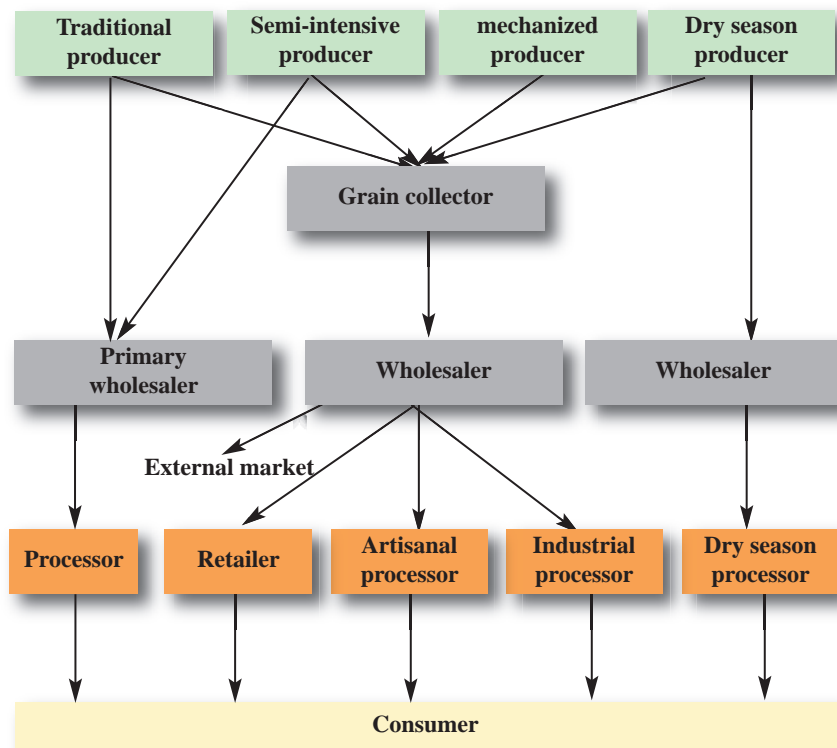 Traditional
producer
Semi-intensive
producer
mechanized
producer
Dry season
producer
Grain collector
Primary
wholesaler
Wholesaler
Wholesaler
External market
Processor
Retailer
Artisanal
processor
Industrial
processor
Dry season
processor
Consumer